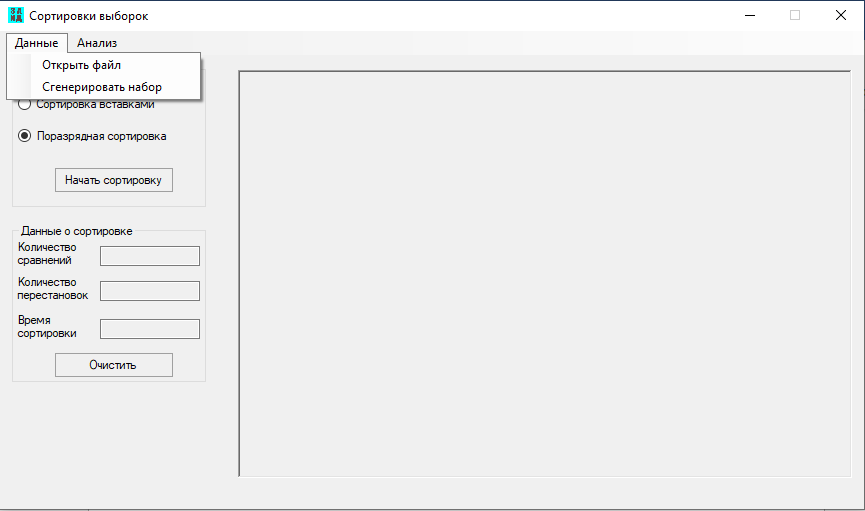 Сортировки выборок
Данные Анализ
Открыть файл
Сгенерировать набор
Сортировка вставками
Поразрядная сортировка
Начать сортировку
Данные о сортировке
Количество
сравнений
Количество
перестановок
Время
сортировки
Очистить